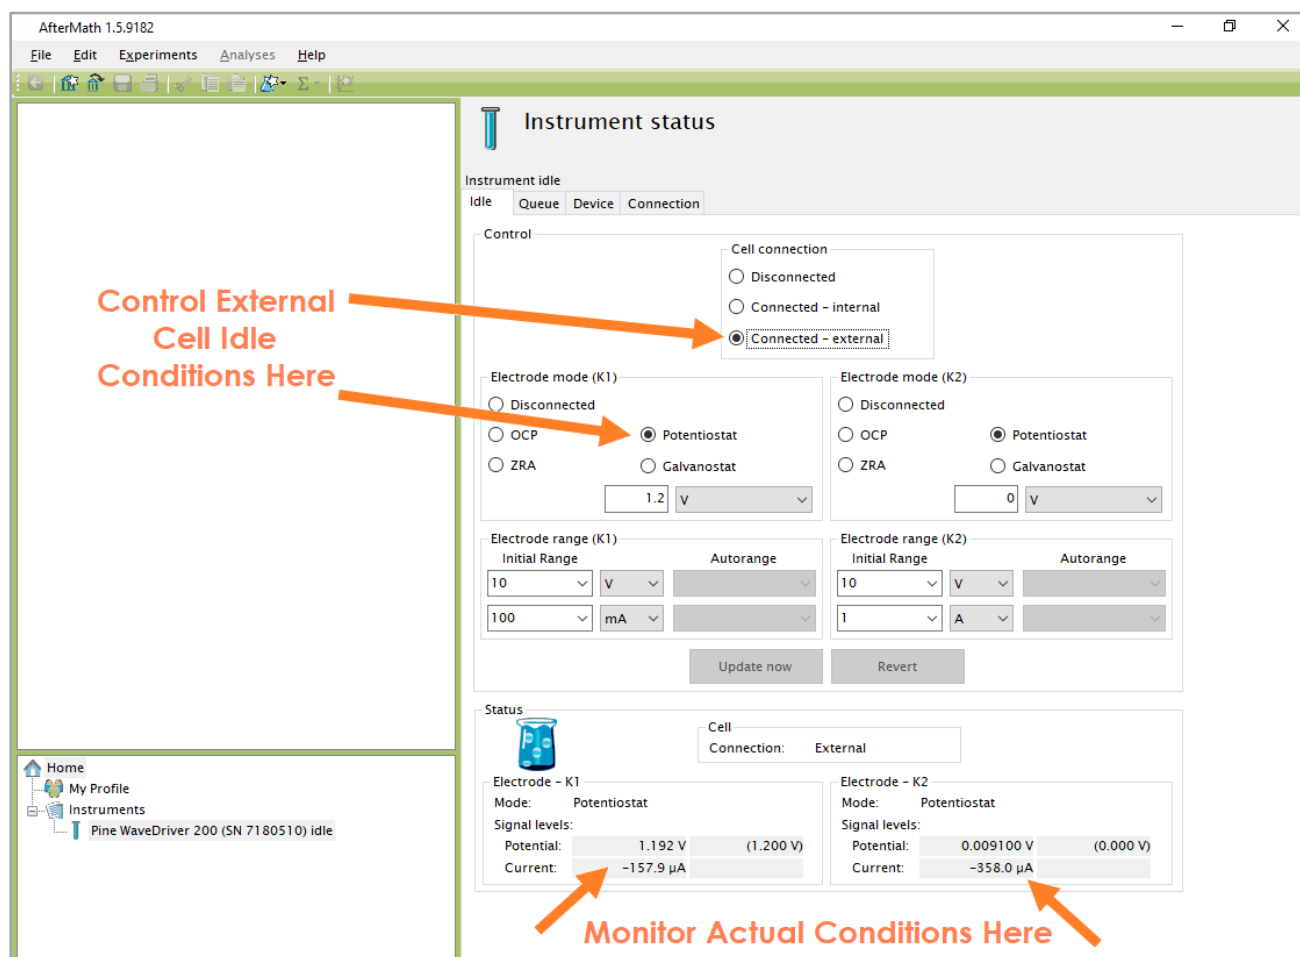 AfterMath 1.5.9182
File Edit Experiments Analyses Help
Instrument status
Instrument idle
Idle Queue Device Connection
Control
Cell connection
Disconnected
Connected - internal
Connected - external
Control External
Cell Idle
Conditions Here
Electrode mode (K1)
Disconnected
OCP Potentiostat
ZRA Galvanostat
1.2 V
Electrode mode (K2)
Disconnected
OCP Potentiostat
ZRA Galvanostat
0 V
Electrode range (K1)
Initial Range Autorange
10 V
100 mA
Electrode range (K2)
Initial Range Autorange
10 V
1 A
Update now Revert
Status
Cell
Connection: External
Electrode - K1
Mode: Potentiostat
Signal levels:
Potential: 1.192 V (1.200 V)
Current: -157.9 µA
Electrode - K2
Mode: Potentiostat
Signal levels:
Potential: 0.009100 V (0.000 V)
Current: -358.0 µA
Monitor Actual Conditions Here
Home
My Profile
Instruments
Pine WaveDriver 200 (SN 7180510) idle